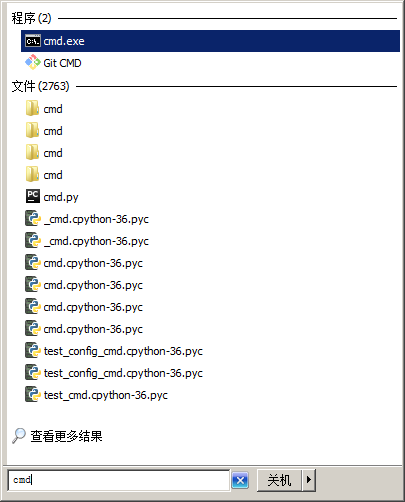 程序 (2)
cmd.exe
Git CMD
文件 (2763)
cmd
cmd
cmd
cmd
cmd.py
_cmd.cpython-36.pyc
_cmd.cpython-36.pyc
cmd.cpython-36.pyc
cmd.cpython-36.pyc
cmd.cpython-36.pyc
cmd.cpython-36.pyc
test_config_cmd.cpython-36.pyc
test_config_cmd.cpython-36.pyc
test_cmd.cpython-36.pyc
查看更多结果
cmd 关机